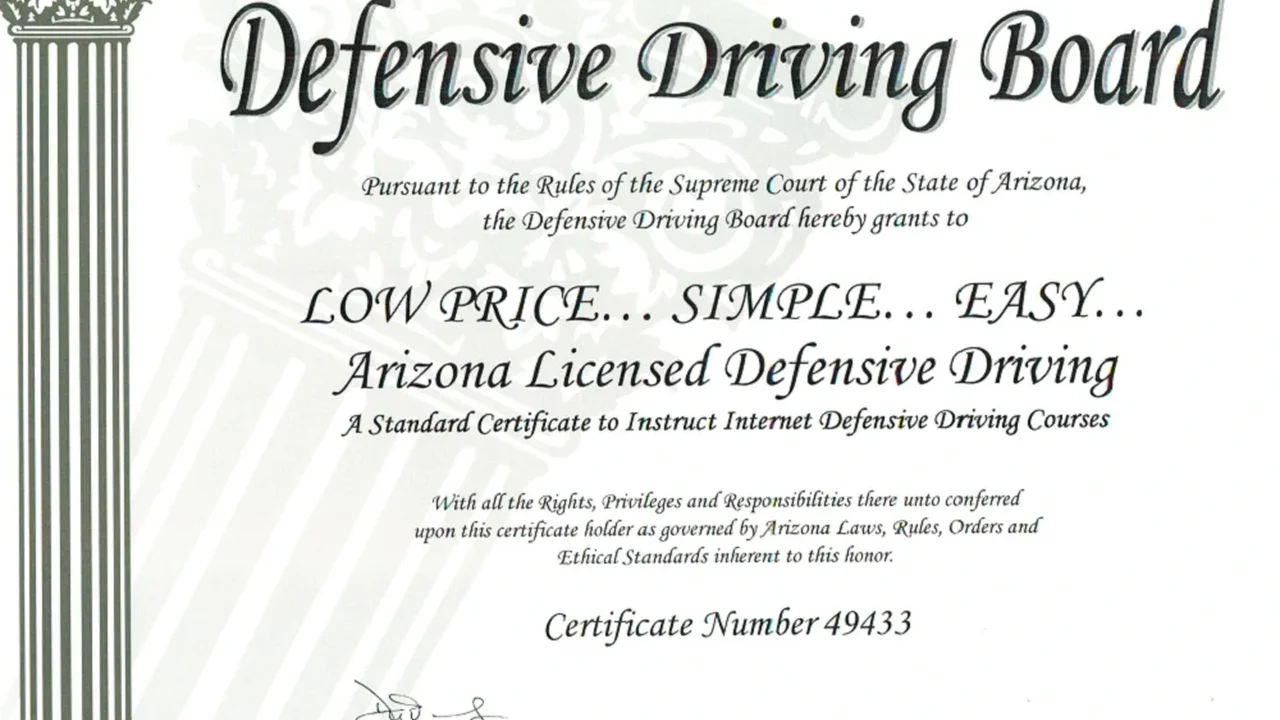 Defensive Driving Board
Pursuant to the Rules of the Supreme Court of the State of Arizona,
the Defensive Driving Board hereby grants to
LOW PRICE... SIMPLE... EASY...
Arizona Licensed Defensive Driving
A Standard Certificate to Instruct Internet Defensive Driving Courses
With all the Rights, Privileges and Responsibilities there unto conferred
upon this certificate holder as governed by Arizona Laws, Rules, Orders and
Ethical Standards inherent to this honor.
Certificate Number 49433